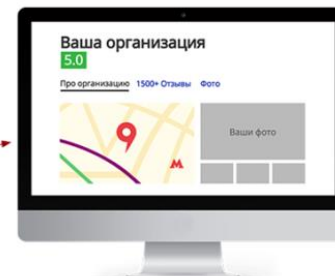 Ваша организация
5.0
Про организацию 1500+ Отзывы Фото
Ваши фото
М